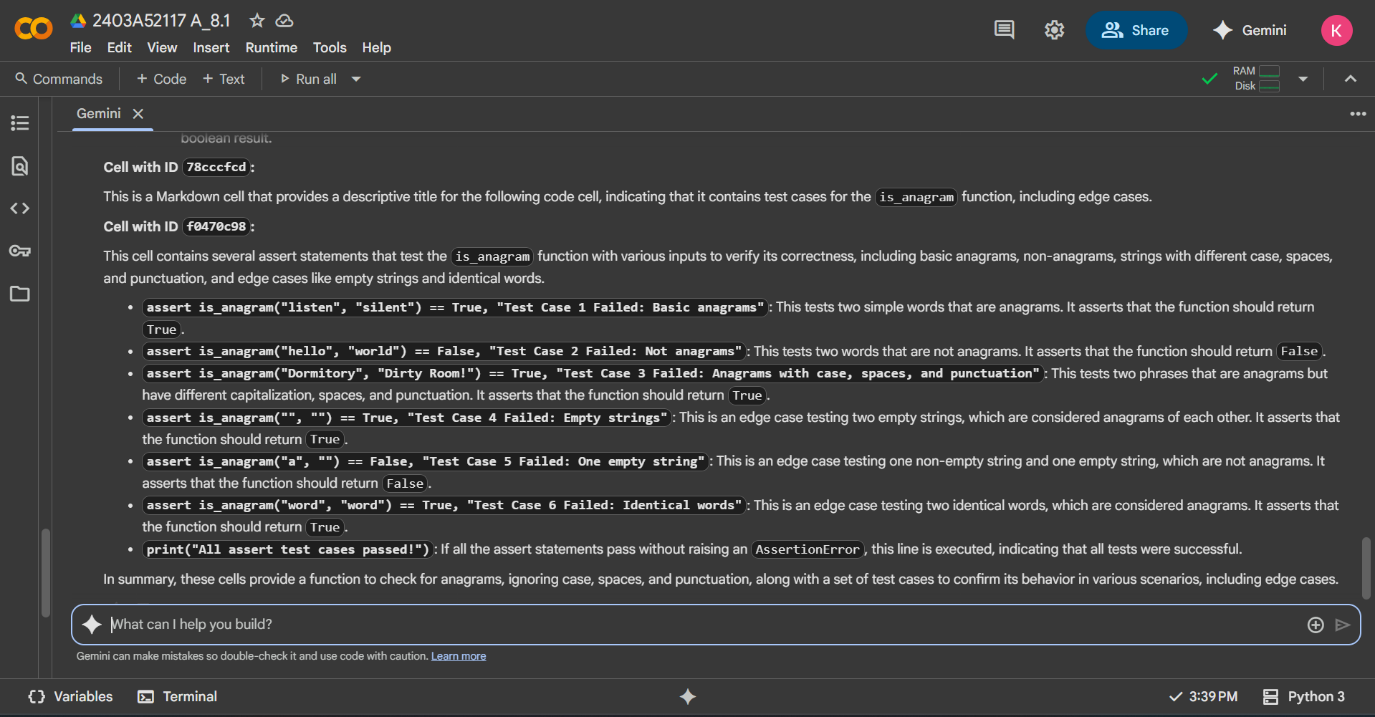 2403A52117 A_8.1
File Edit View Insert Runtime Tools Help
Share
Gemini
K
Commands + Code + Text Run all
RAM
Disk
Gemini
boolean result.
Cell with ID 78cccfcd:
This is a Markdown cell that provides a descriptive title for the following code cell, indicating that it contains test cases for the is_anagram function, including edge cases.
Cell with ID f0470c98:
This cell contains several assert statements that test the is_anagram function with various inputs to verify its correctness, including basic anagrams, non-anagrams, strings with different case, spaces,
and punctuation, and edge cases like empty strings and identical words.
• assert is_anagram("listen", "silent") == True, "Test Case 1 Failed: Basic anagrams": This tests two simple words that are anagrams. It asserts that the function should return
True.
• assert is_anagram("hello", "world") == False, "Test Case 2 Failed: Not anagrams": This tests two words that are not anagrams. It asserts that the function should return False.
• assert is_anagram("Dormitory", "Dirty Room!") == True, "Test Case 3 Failed: Anagrams with case, spaces, and punctuation": This tests two phrases that are anagrams but
have different capitalization, spaces, and punctuation. It asserts that the function should return True.
• assert is_anagram("", "") == True, "Test Case 4 Failed: Empty strings": This is an edge case testing two empty strings, which are considered anagrams of each other. It asserts that
the function should return True.
• assert is_anagram("a", "") == False, "Test Case 5 Failed: One empty string": This is an edge case testing one non-empty string and one empty string, which are not anagrams. It
asserts that the function should return False.
• assert is_anagram("word", "word") == True, "Test Case 6 Failed: Identical words": This is an edge case testing two identical words, which are considered anagrams. It asserts that
the function should return True.
• print("All assert test cases passed!"): If all the assert statements pass without raising an AssertionError, this line is executed, indicating that all tests were successful.
In summary, these cells provide a function to check for anagrams, ignoring case, spaces, and punctuation, along with a set of test cases to confirm its behavior in various scenarios, including edge cases.
What can I help you build?
Gemini can make mistakes so double-check it and use code with caution. Learn more
Variables Terminal
3:39 PM Python 3